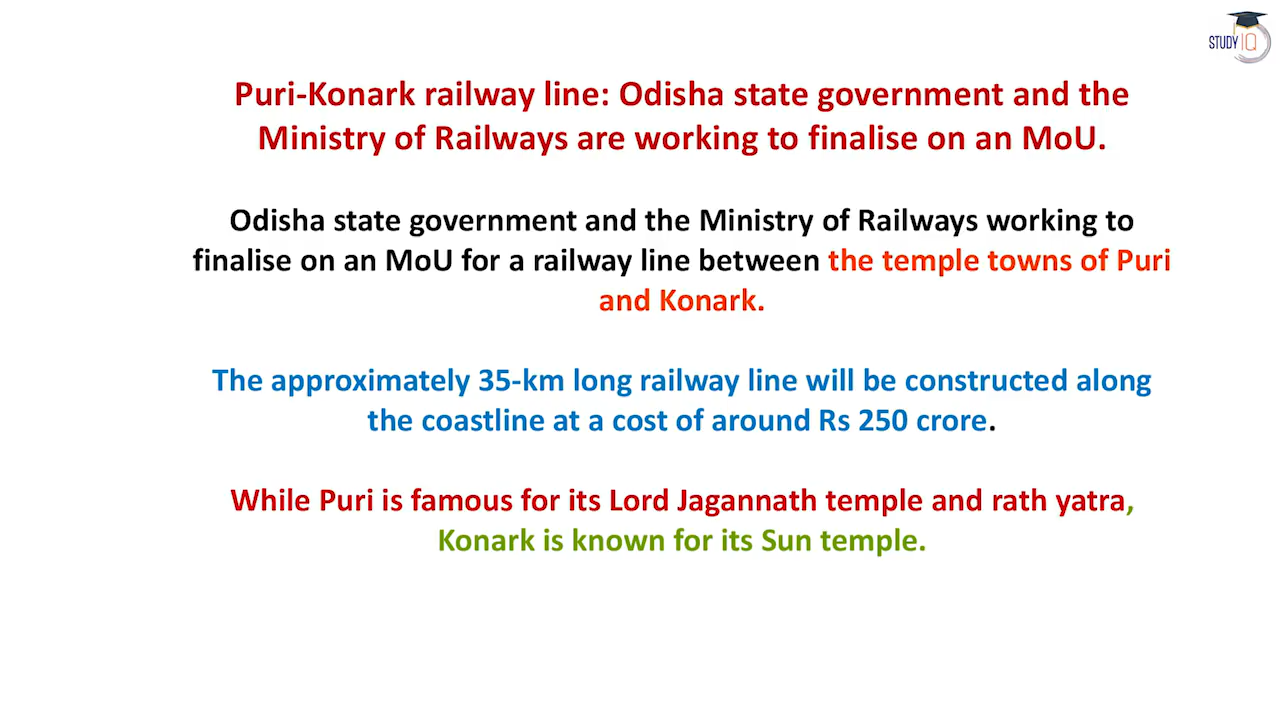 STUDY IQ
Puri-Konark railway line: Odisha state government and the
Ministry of Railways are working to finalise on an MoU.
Odisha state government and the Ministry of Railways working to
finalise on an MoU for a railway line between the temple towns of Puri
and Konark.
The approximately 35-km long railway line will be constructed along
the coastline at a cost of around Rs 250 crore.
While Puri is famous for its Lord Jagannath temple and rath yatra,
Konark is known for its Sun temple.